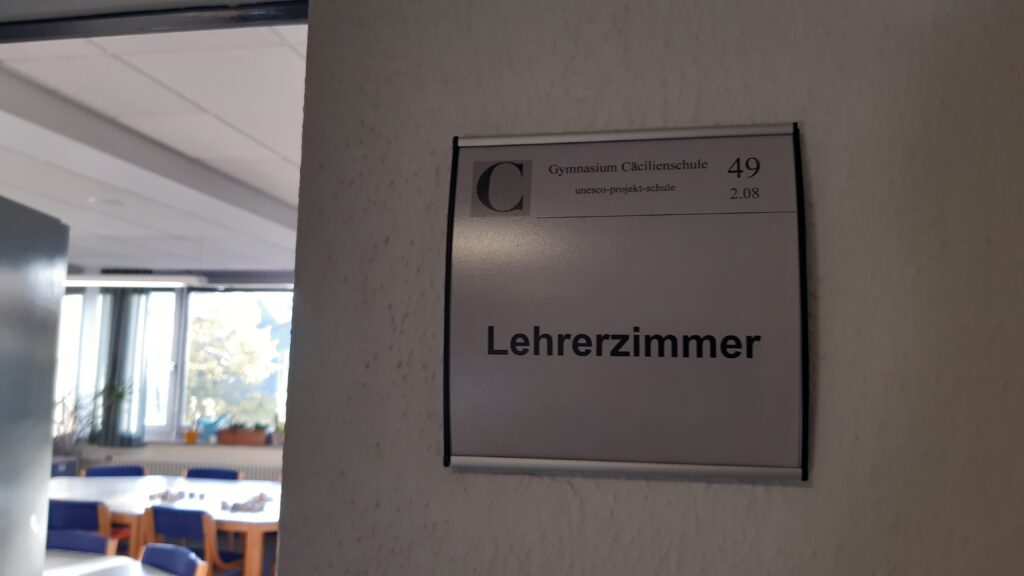 C
Gymnasium Cäcilienschule 49
unesco-projekt-schule 2.08
Lehrerzimmer